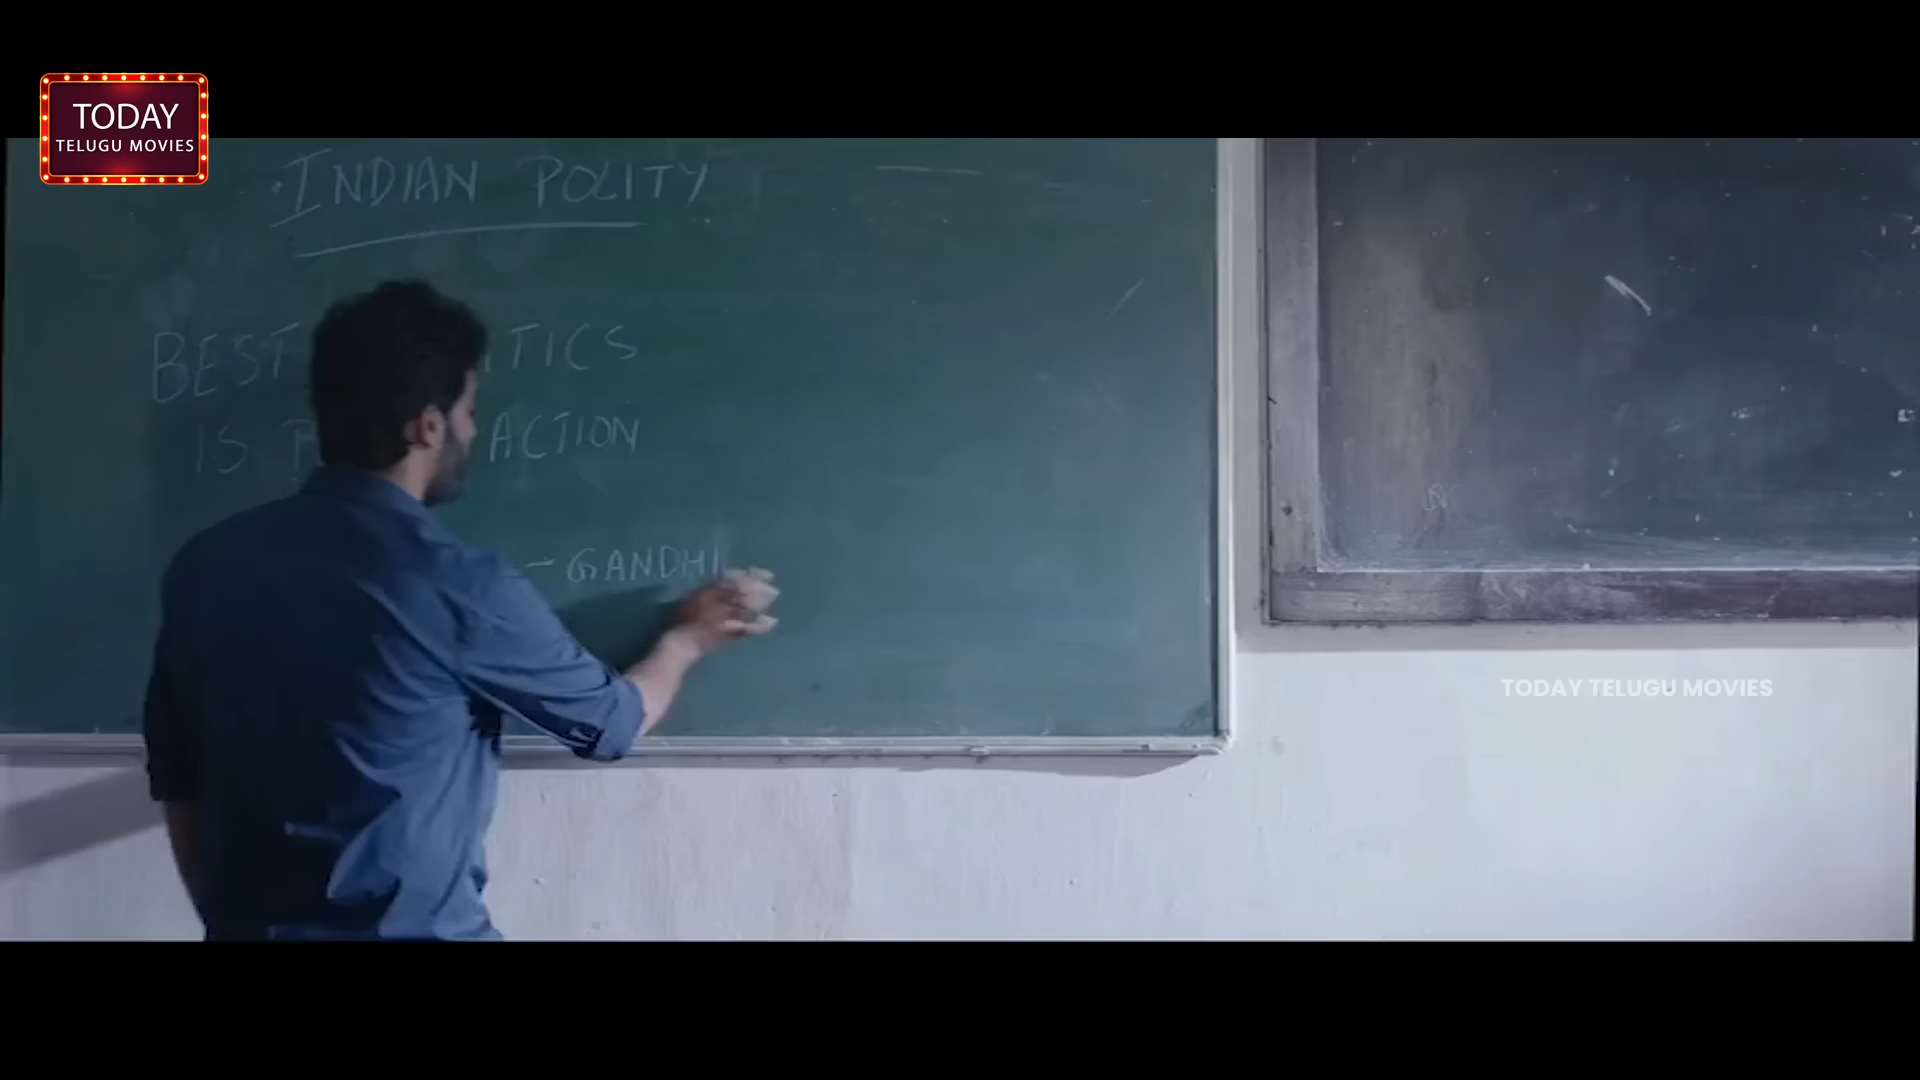 TODAY
TELUGU MOVIES
INDIAN POLITY
BEST TICS
IS ACTION
- GANDHI
TODAY TELUGU MOVIES